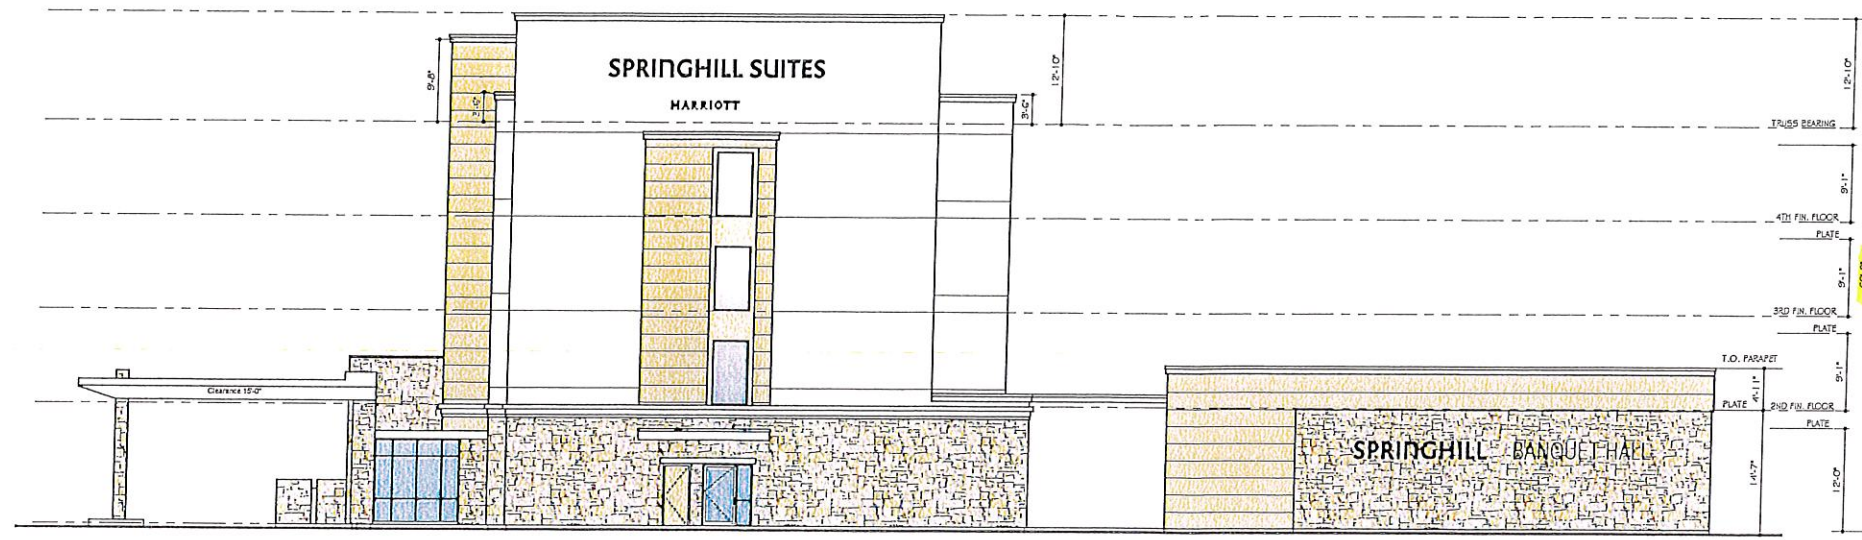 SPRINGHILL SUITES
MARRIOTT
9'-8"
12'-10"
3'-6"
12'-10"
TRUSS BEARING
9'-1"
4TH FIN. FLOOR
PLATE
9'-1"
3RD FIN. FLOOR
PLATE
T.O. PARAPET
9'-1"
4'-11"
Clearance 15'-0"
PLATE
2ND FIN. FLOOR
PLATE
SPRINGHILL BANQUET HALL
14'-7"
12'-0"